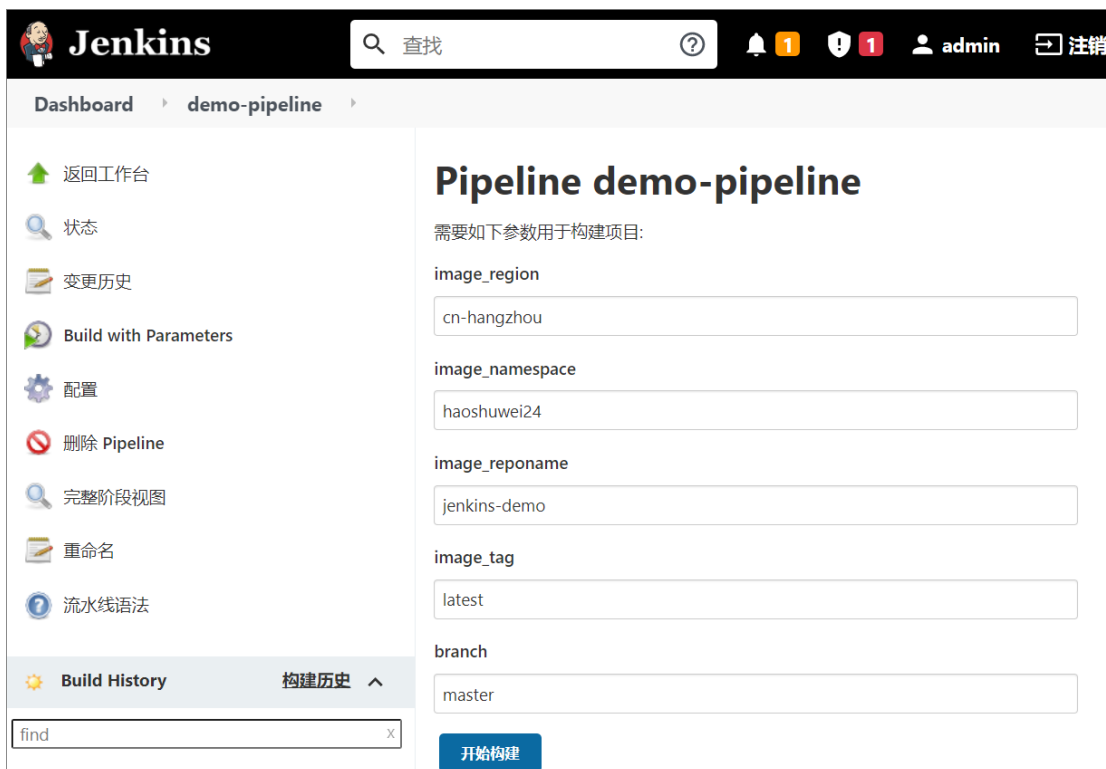 Jenkins
查找
1
1
admin
注销
Dashboard
demo-pipeline
返回工作台
状态
变更历史
Build with Parameters
配置
删除 Pipeline
完整阶段视图
重命名
流水线语法
Build History 构建历史
find x
Pipeline demo-pipeline
需要如下参数用于构建项目:
image_region
cn-hangzhou
image_namespace
haoshuwei24
image_reponame
jenkins-demo
image_tag
latest
branch
master
开始构建